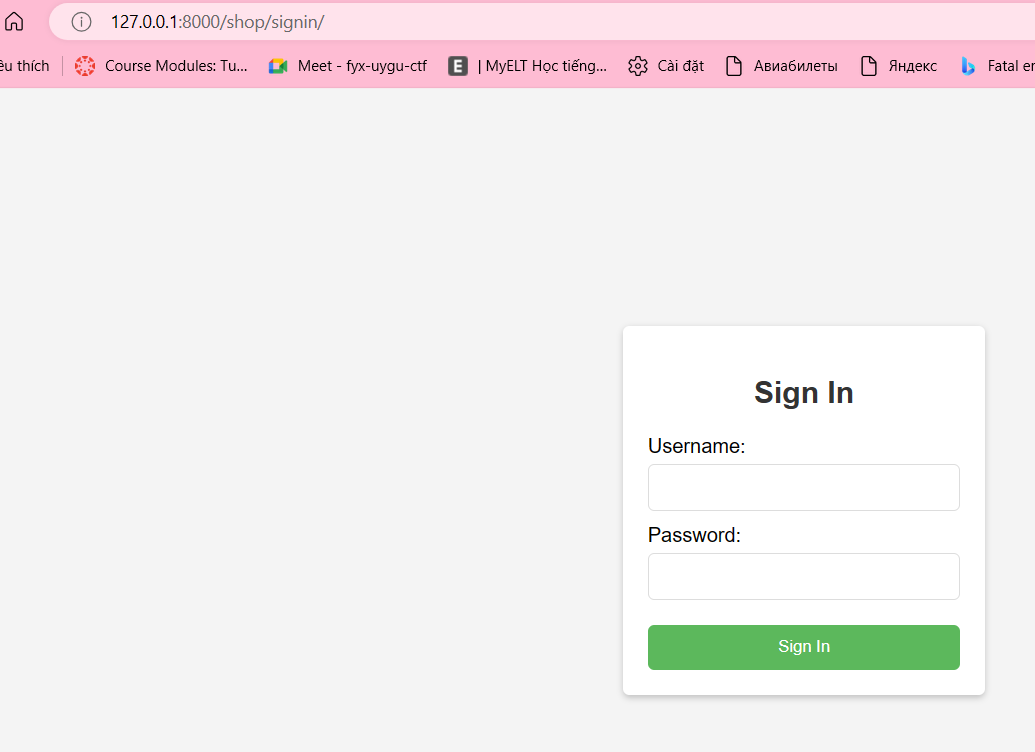 127.0.0.1:8000/shop/signin/
êu thích Course Modules: Tu... Meet - fyx-uygu-ctf E | MyELT Học tiếng... Cài đặt Авиабилеты Яндекс Fatal er
Sign In
Username:
Password:
Sign In